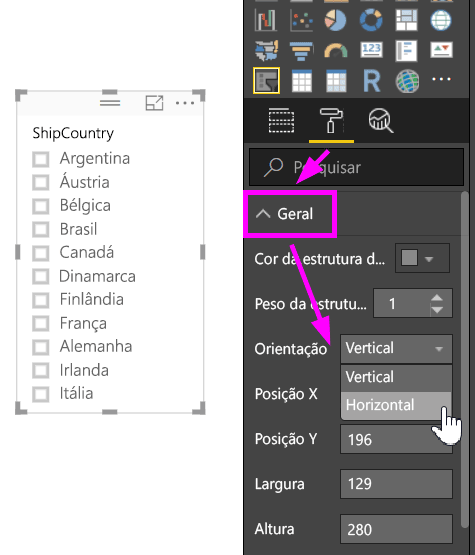 ShipCountry
Argentina
Áustria
Bélgica
Brasil
Canadá
Dinamarca
Finlândia
França
Alemanha
Irlanda
Itália
123
R
Pesquisar
Geral
Cor da estrutura d...
Peso da estrutu... 1
Orientação Vertical
Vertical
Posição X Horizontal
Posição Y 196
Largura 129
Altura 280